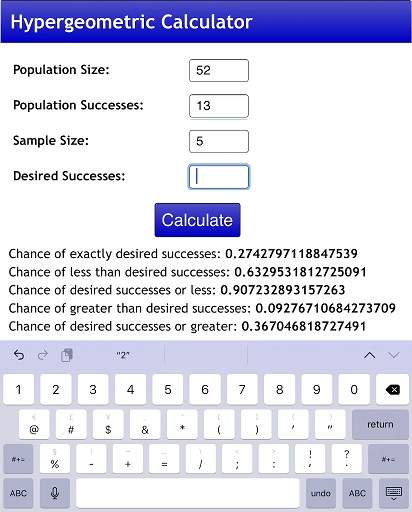 Hypergeometric Calculator
Population Size: 52
Population Successes: 13
Sample Size: 5
Desired Successes:
Calculate
Chance of exactly desired successes: 0.2742797118847539
Chance of less than desired successes: 0.6329531812725091
Chance of desired successes or less: 0.907232893157263
Chance of greater than desired successes: 0.09276710684273709
Chance of desired successes or greater: 0.367046818727491
"2"
1 2 3 4 5 6 7 8 9 0
@ # $ & * ( ) ' " return
#+= % - + = / ; : ! , ? . #+=
ABC undo ABC